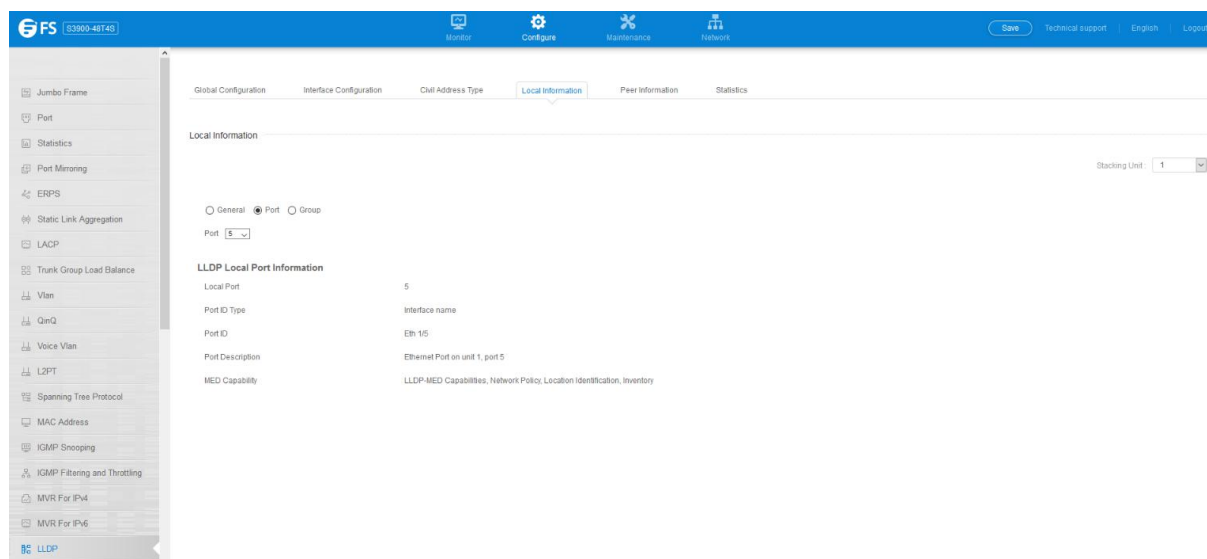 FS S3900-48T4S
Monitor Configure Maintenance Network
Save Technical support | English | Logout
Jumbo Frame
Port
Statistics
Port Mirroring
ERPS
Static Link Aggregation
LACP
Trunk Group Load Balance
Vlan
QinQ
Voice Vlan
L2PT
Spanning Tree Protocol
MAC Address
IGMP Snooping
IGMP Filtering and Throttling
MVR For IPv4
MVR For IPv6
LLDP
Global Configuration Interface Configuration Civil Address Type Local Information Peer Information Statistics
Local Information
Stacking Unit : 1
General Port Group
Port 5
LLDP Local Port Information
Local Port 5
Port ID Type Interface name
Port ID Eth 1/5
Port Description Ethernet Port on unit 1, port 5
MED Capability LLDP-MED Capabilities, Network Policy, Location Identification, Inventory